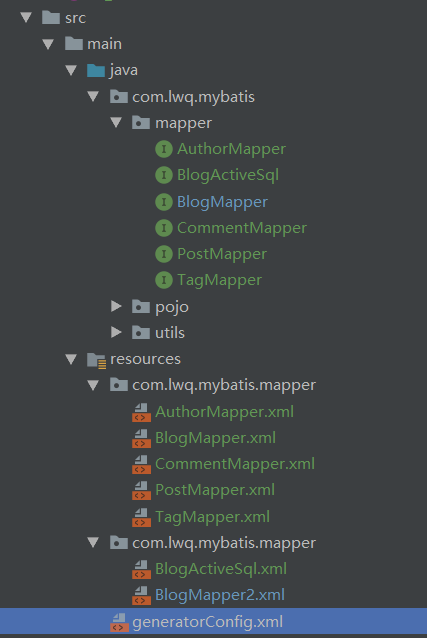 src
main
java
com.lwq.mybatis
mapper
AuthorMapper
BlogActiveSql
BlogMapper
CommentMapper
PostMapper
TagMapper
pojo
utils
resources
com.lwq.mybatis.mapper
AuthorMapper.xml
BlogMapper.xml
CommentMapper.xml
PostMapper.xml
TagMapper.xml
com.lwq.mybatis.mapper
BlogActiveSql.xml
BlogMapper2.xml
generatorConfig.xml